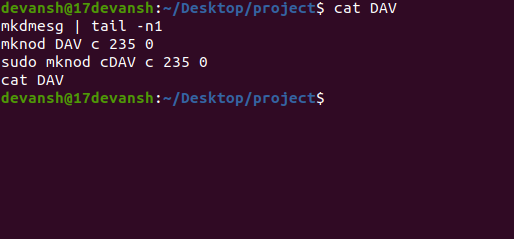 devansh@17devansh:~/Desktop/project$ cat DAV
mkdmesg | tail -n1
mknod DAV c 235 0
sudo mknod cDAV c 235 0
cat DAV
devansh@17devansh:~/Desktop/project$